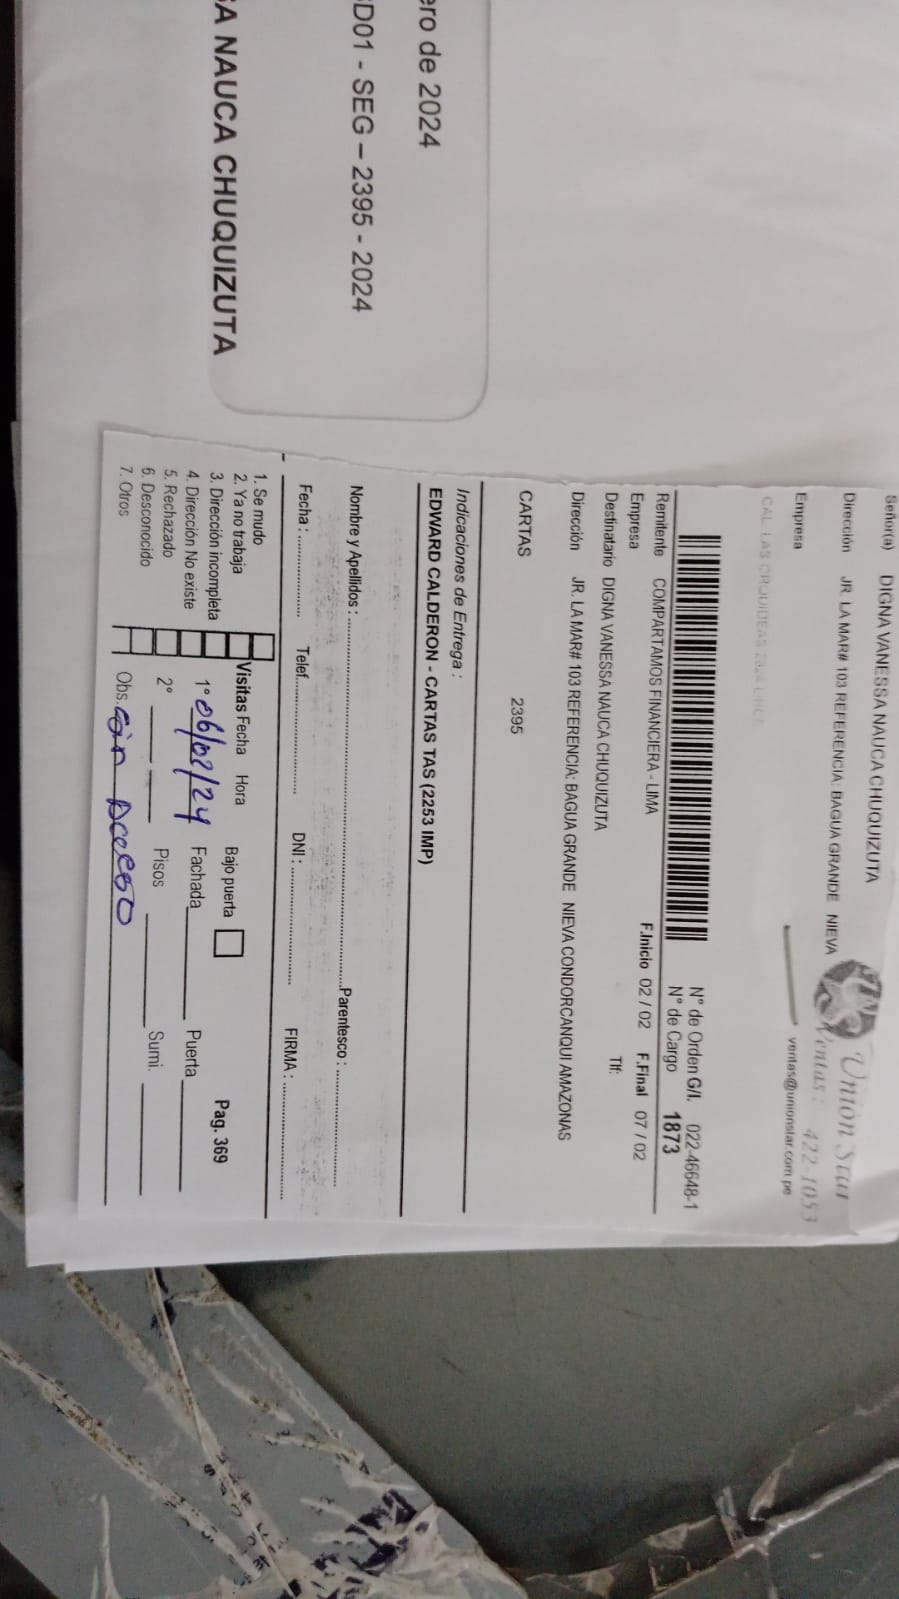 ero de 2024
SD01 - SEG – 2395 - 2024
SA NAUCA CHUQUIZUTA
Señor(a) DIGNA VANESSA NAUCA CHUQUIZUTA
Dirección JR. LA MAR# 103 REFERENCIA: BAGUA GRANDE NIEVA
Empresa
Union Star
Ventas: 422-1053
ventas@unionstar.com.pe
CAL LAS ORQUIDEAS
N° de Orden G/I. 022-46648-1
N° de Cargo 1873
Remitente COMPARTAMOS FINANCIERA - LIMA F.Inicio 02 / 02 F.Final 07 / 02
Empresa
Destinatario DIGNA VANESSA NAUCA CHUQUIZUTA Tlf:
Dirección JR. LA MAR# 103 REFERENCIA: BAGUA GRANDE NIEVA CONDORCANQUI AMAZONAS
CARTAS 2395
Indicaciones de Entrega :
EDWARD CALDERON - CARTAS TAS (2253 IMP)
Nombre y Apellidos : Parentesco :
Fecha : Telef. DNI : FIRMA :
1. Se mudo
2. Ya no trabaja
3. Dirección incompleta
4. Dirección No existe
5. Rechazado
6. Desconocido
7. Otros
Visitas Fecha Hora Bajo puerta Pag. 369
1° 06/02/24 Fachada Puerta
2° Pisos Sumi.
Obs. sin Acceso